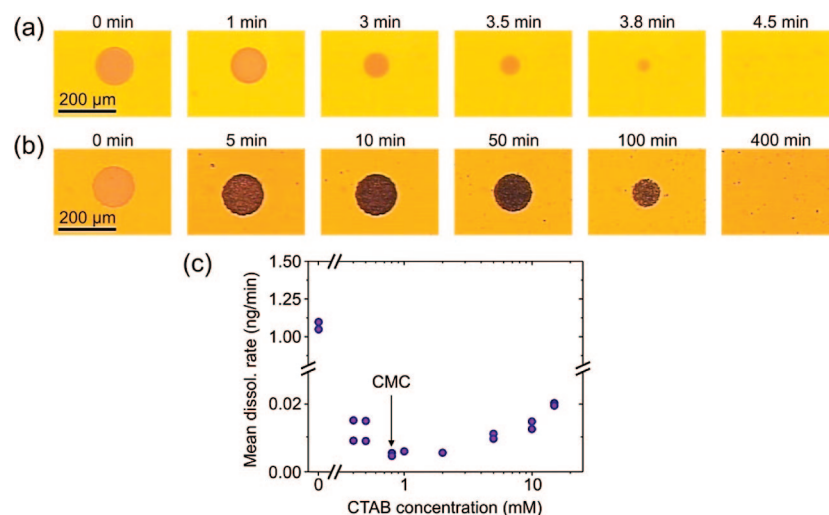 (a) 0 min 1 min 3 min 3.5 min 3.8 min 4.5 min
200 µm
(b) 0 min 5 min 10 min 50 min 100 min 400 min
200 µm
(c)
Mean dissol. rate (ng/min)
1.50
1.25
1.00
0.02
0.00
CMC
0 1 10
CTAB concentration (mM)